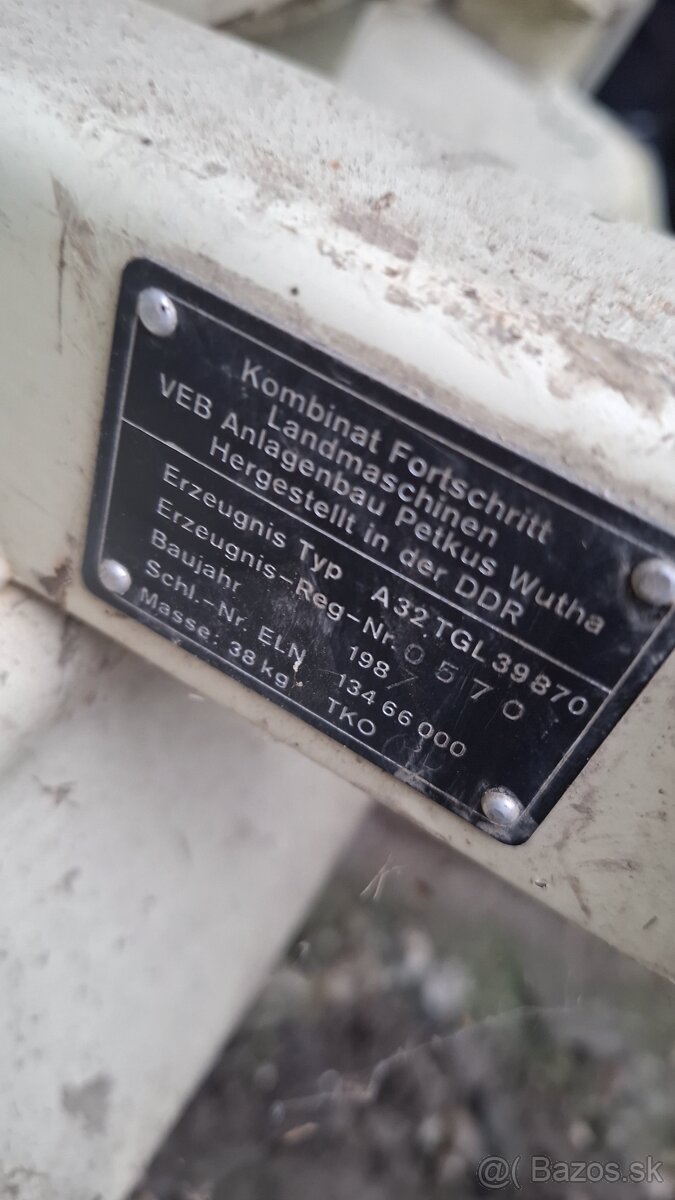 Kombinat Fortschritt
Landmaschinen
VEB Anlagenbau Petkus Wutha
Hergestellt in der DDR
Erzeugnis Typ A32 TGL 39870
Erzeugnis-Reg-Nr. 0570
Baujahr 198
Schl.-Nr. ELN 134 66 000
Masse: 38 kg TKO
@( Bazos.sk